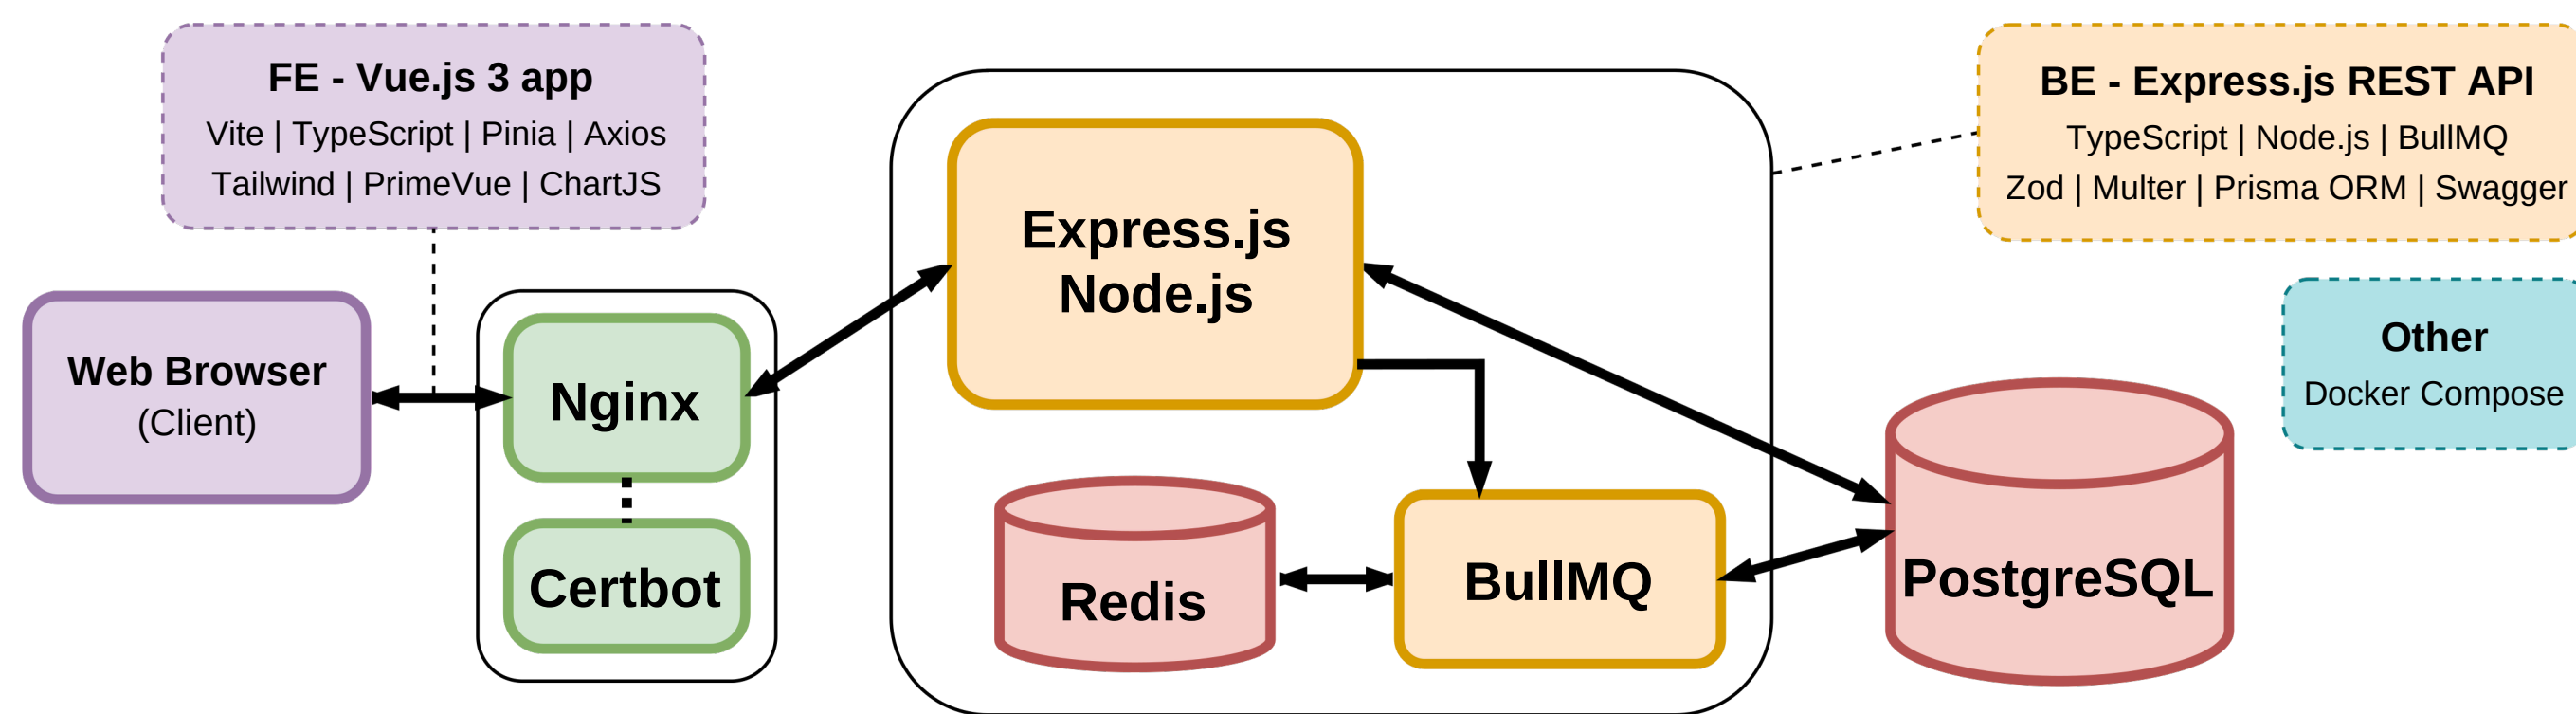 FE - Vue.js 3 app
Vite | TypeScript | Pinia | Axios
Tailwind | PrimeVue | ChartJS
BE - Express.js REST API
TypeScript | Node.js | BullMQ
Zod | Multer | Prisma ORM | Swagger
Express.js
Node.js
Other
Docker Compose
Web Browser
(Client)
Nginx
Certbot
Redis
BullMQ
PostgreSQL